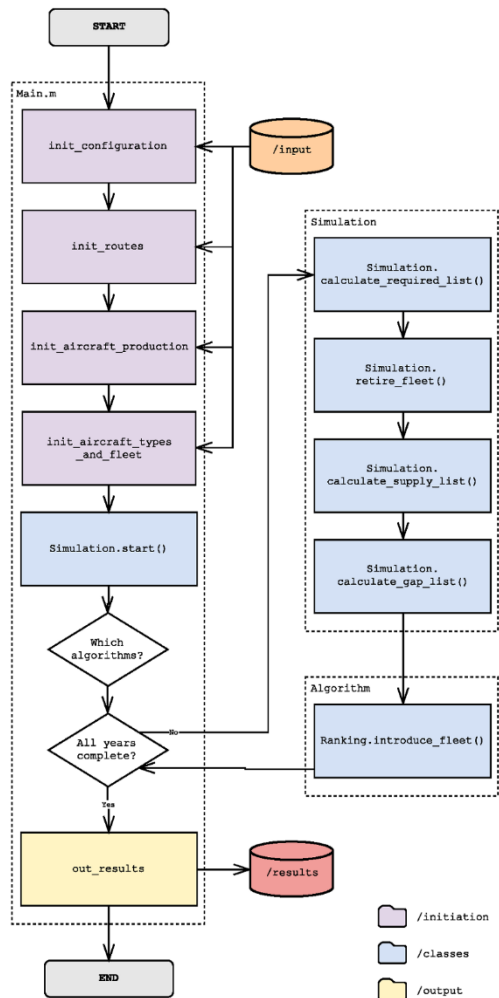 START
Main.m
init_configuration
/input
init_routes
init_aircraft_production
init_aircraft_types
_and_fleet
Simulation.start()
Which
algorithms?
All years
complete?
No
Yes
out_results
/results
END
Simulation
Simulation.
calculate_required_list()
Simulation.
retire_fleet()
Simulation.
calculate_supply_list()
Simulation.
calculate_gap_list()
Algorithm
Ranking.introduce_fleet()
/initiation
/classes
/output